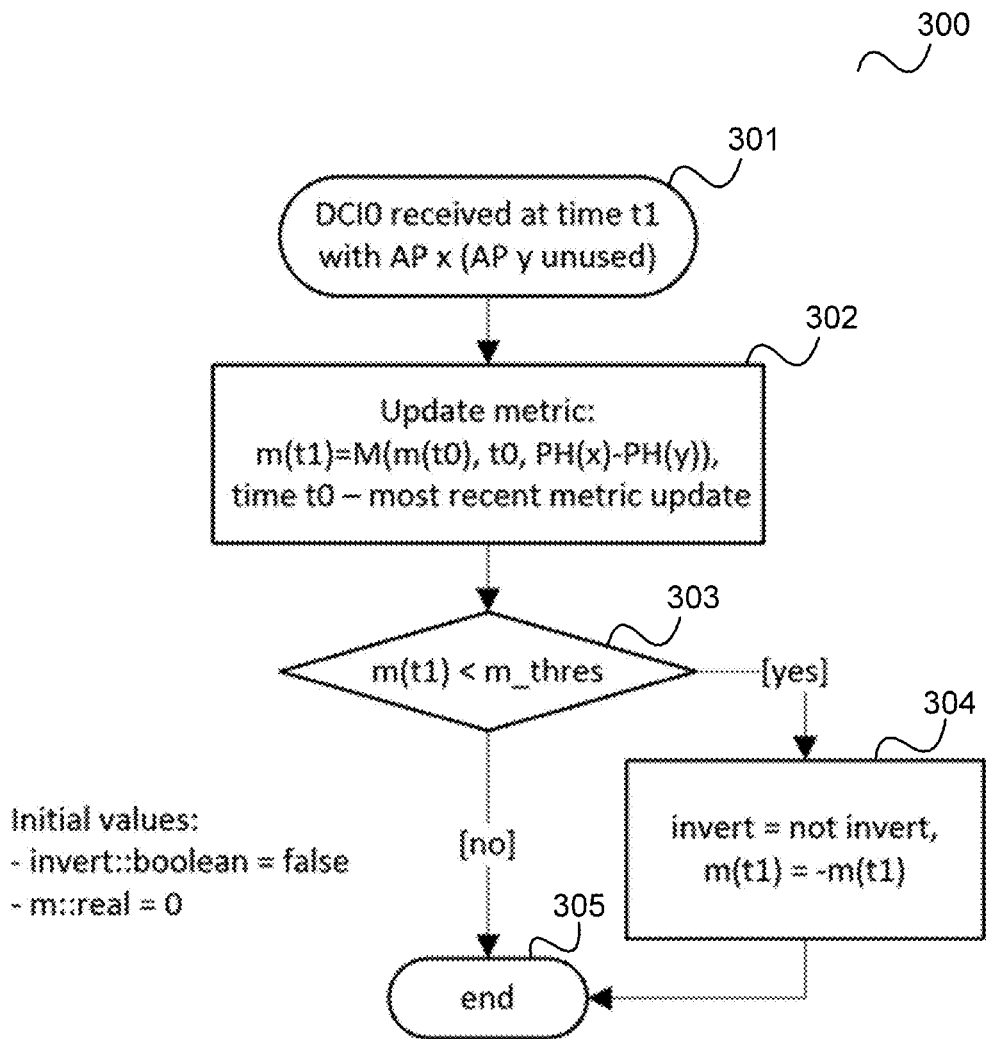 300
301
DCI0 received at time t1
with AP x (AP y unused)
302
Update metric:
m(t1)=M(m(t0), t0, PH(x)-PH(y)),
time t0 – most recent metric update
303
m(t1) < m_thres
[yes]
304
invert = not invert,
m(t1) = -m(t1)
Initial values:
- invert::boolean = false
- m::real = 0
[no]
305
end